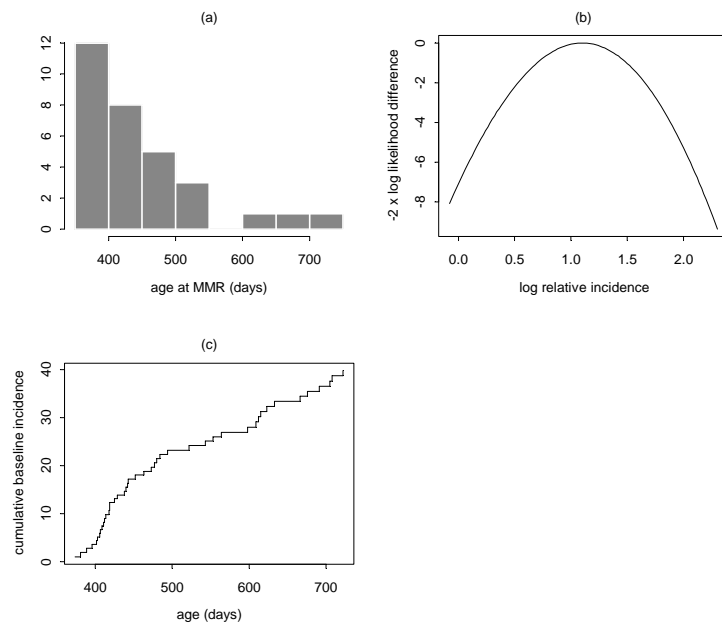 (a)
12
10
8
6
4
2
0
400 500 600 700
age at MMR (days)
(b)
-2 x log likelihood difference
0
-2
-4
-6
-8
0.0 0.5 1.0 1.5 2.0
log relative incidence
(c)
cumulative baseline incidence
40
30
20
10
0
400 500 600 700
age (days)